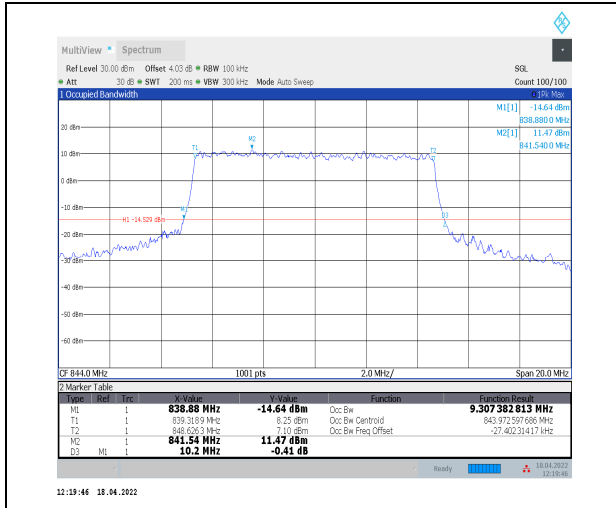 MultiView Spectrum
Ref Level 30.00 dBm Offset 4.03 dB RBW 100 kHz SGL
Att 30 dB SWT 200 ms VBW 300 kHz Mode Auto Sweep Count 100/100
1 Occupied Bandwidth 1Pk Max
M1[1] -14.64 dBm
838.880 0 MHz
M2[1] 11.47 dBm
841.540 0 MHz
20 dBm
M2
T1 T2
10 dBm
0 dBm
-10 dBm
M1
H1 -14.529 dBm D3
-20 dBm
-30 dBm
-40 dBm
-50 dBm
-60 dBm
CF 844.0 MHz 1001 pts 2.0 MHz/ Span 20.0 MHz
2 Marker Table
Type Ref Trc X-Value Y-Value Function Function Result
M1 1 838.88 MHz -14.64 dBm Occ Bw 9.307 382 813 MHz
T1 1 839.318 9 MHz 8.25 dBm Occ Bw Centroid 843.972 597 686 MHz
T2 1 848.626 3 MHz 7.10 dBm Occ Bw Freq Offset -27.402 314 17 kHz
M2 1 841.54 MHz 11.47 dBm
D3 M1 1 10.2 MHz -0.41 dB
Ready 18.04.2022
12:19:46
12:19:46 18.04.2022